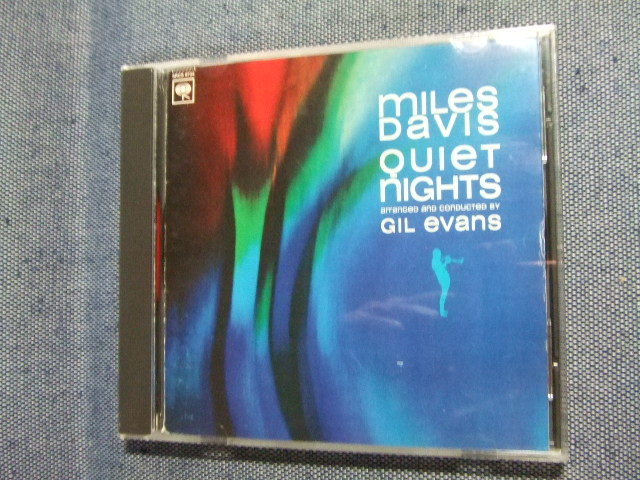 miles
Davis
Quiet
Nights
arranged and conducted by
Gil evans